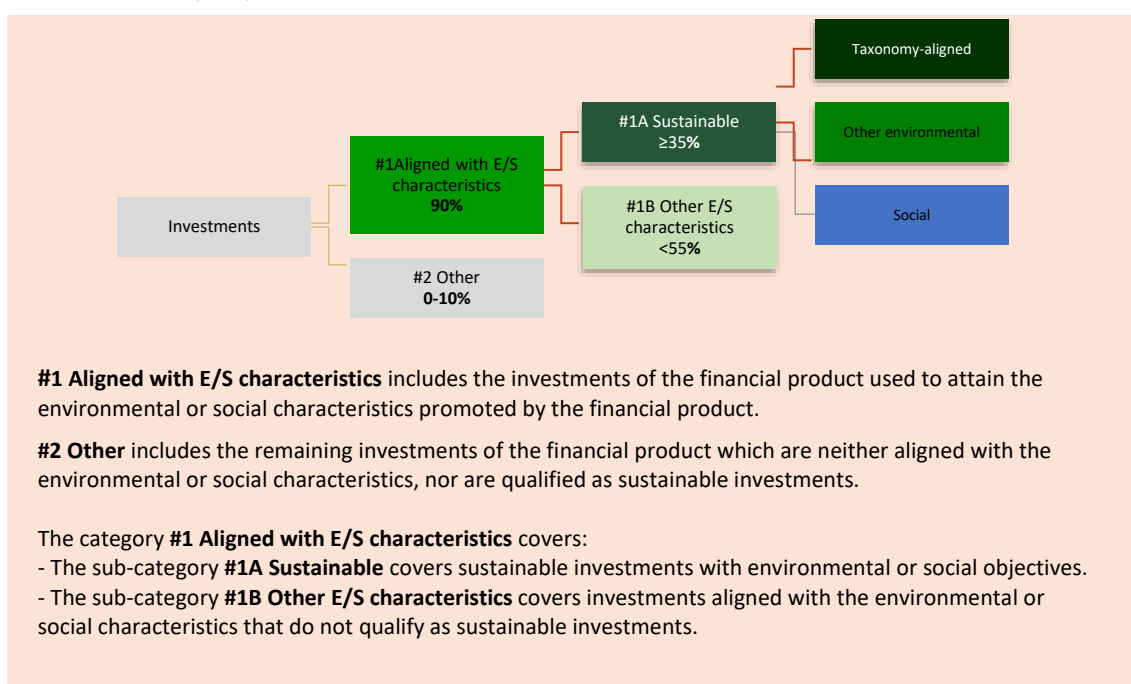 Taxonomy-aligned
#1A Sustainable
≥35%
Other environmental
#1Aligned with E/S
characteristics
90%
#1B Other E/S
characteristics
<55%
Social
Investments
#2 Other
0-10%
#1 Aligned with E/S characteristics includes the investments of the financial product used to attain the
environmental or social characteristics promoted by the financial product.
#2 Other includes the remaining investments of the financial product which are neither aligned with the
environmental or social characteristics, nor are qualified as sustainable investments.
The category #1 Aligned with E/S characteristics covers:
- The sub-category #1A Sustainable covers sustainable investments with environmental or social objectives.
- The sub-category #1B Other E/S characteristics covers investments aligned with the environmental or
social characteristics that do not qualify as sustainable investments.